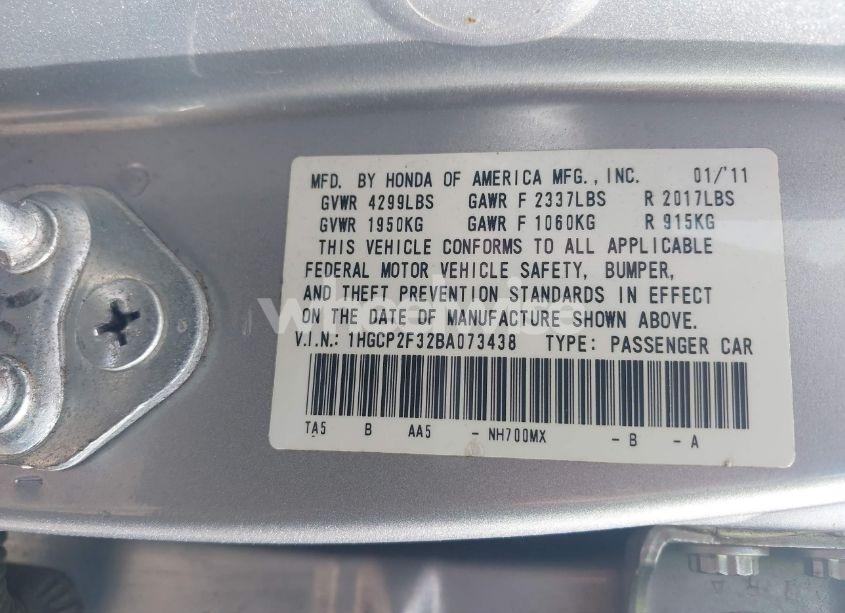 MFD. BY HONDA OF AMERICA MFG., INC. 01/'11
GVWR 4299LBS GAWR F 2337LBS R 2017LBS
GVWR 1950KG GAWR F 1060KG R 915KG
THIS VEHICLE CONFORMS TO ALL APPLICABLE
FEDERAL MOTOR VEHICLE SAFETY, BUMPER,
AND THEFT PREVENTION STANDARDS IN EFFECT
ON THE DATE OF MANUFACTURE SHOWN ABOVE.
V.I.N.: 1HGCP2F32BA073438 TYPE: PASSENGER CAR
TA5 B AA5 - NH700MX - B - A